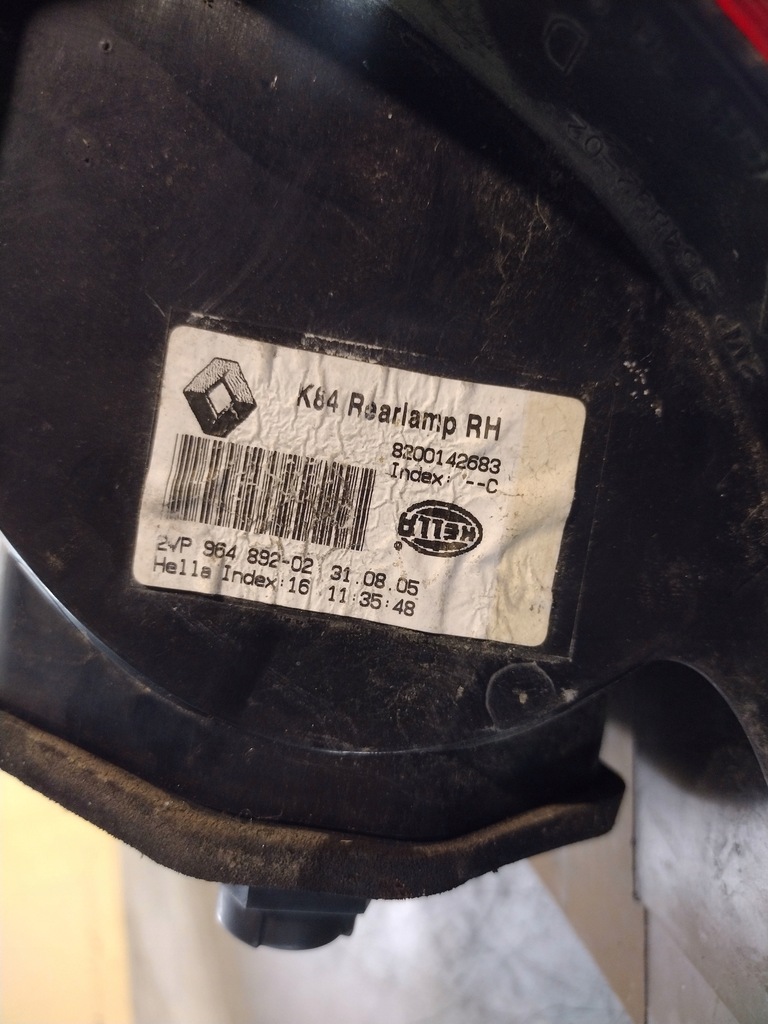 K84 Rearlamp RH
8200142683
Index: --C
HELLA
®
2VP 964 892-02 31.08.05
Hella Index:16 11:35:48